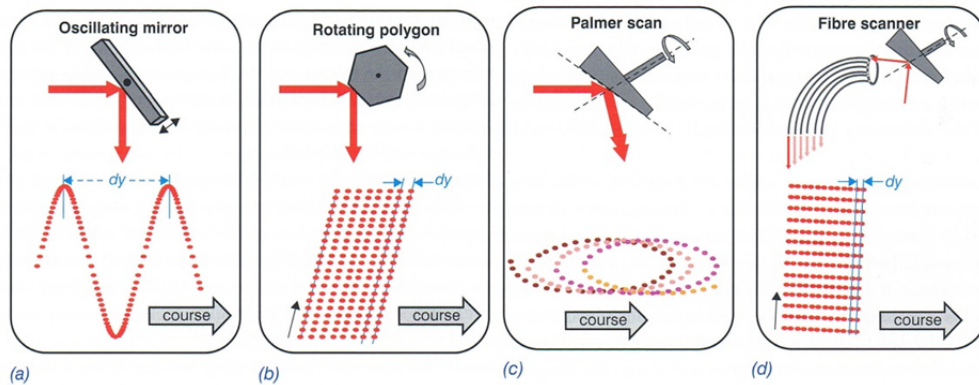 Oscillating mirror
dy
course
(a)
Rotating polygon
dy
course
(b)
Palmer scan
course
(c)
Fibre scanner
dy
course
(d)